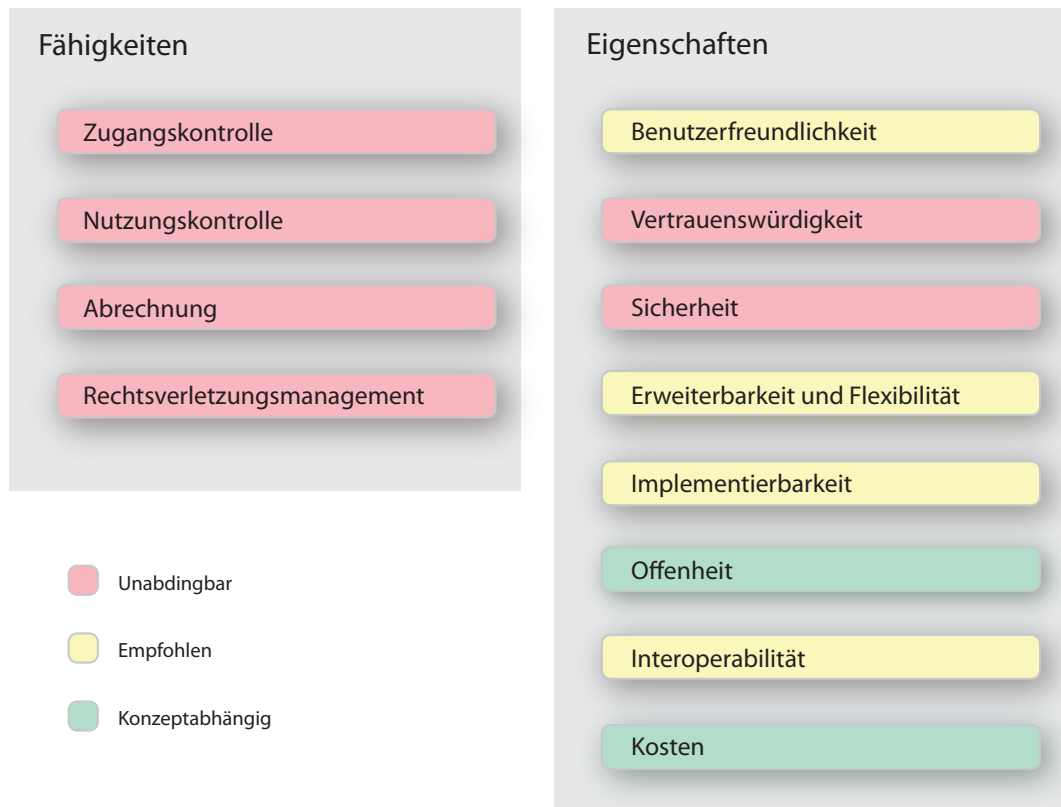 Fähigkeiten
Zugangskontrolle
Nutzungskontrolle
Abrechnung
Rechtsverletzungsmanagement
Unabdingbar
Empfohlen
Konzeptabhängig
Eigenschaften
Benutzerfreundlichkeit
Vertrauenswürdigkeit
Sicherheit
Erweiterbarkeit und Flexibilität
Implementierbarkeit
Offenheit
Interoperabilität
Kosten